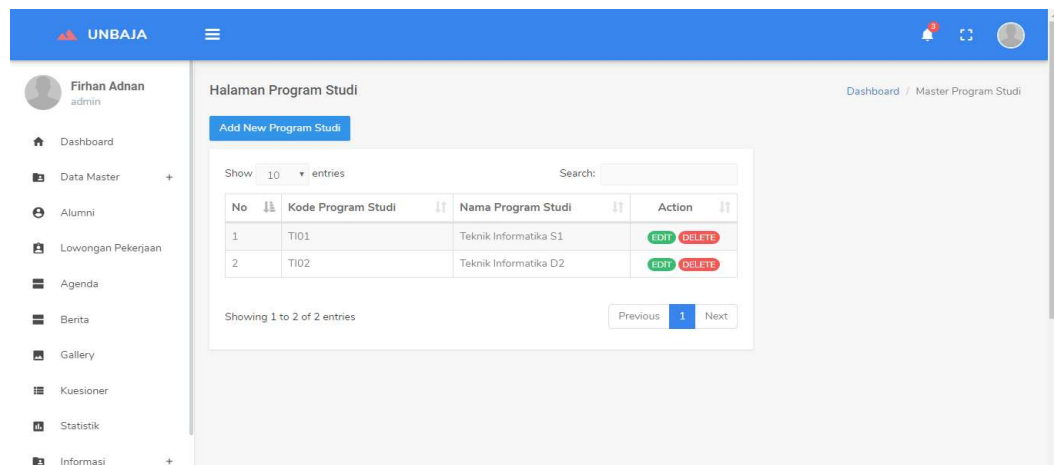 UNBAJA
3
Firhan Adnan
admin
Dashboard
Data Master +
Alumni
Lowongan Pekerjaan
Agenda
Berita
Gallery
Kuesioner
Statistik
Informasi +
Halaman Program Studi
Dashboard / Master Program Studi
Add New Program Studi
Show 10 entries
Search:
No Kode Program Studi Nama Program Studi Action
1 TI01 Teknik Informatika S1 EDIT DELETE
2 TI02 Teknik Informatika D2 EDIT DELETE
Showing 1 to 2 of 2 entries
Previous 1 Next